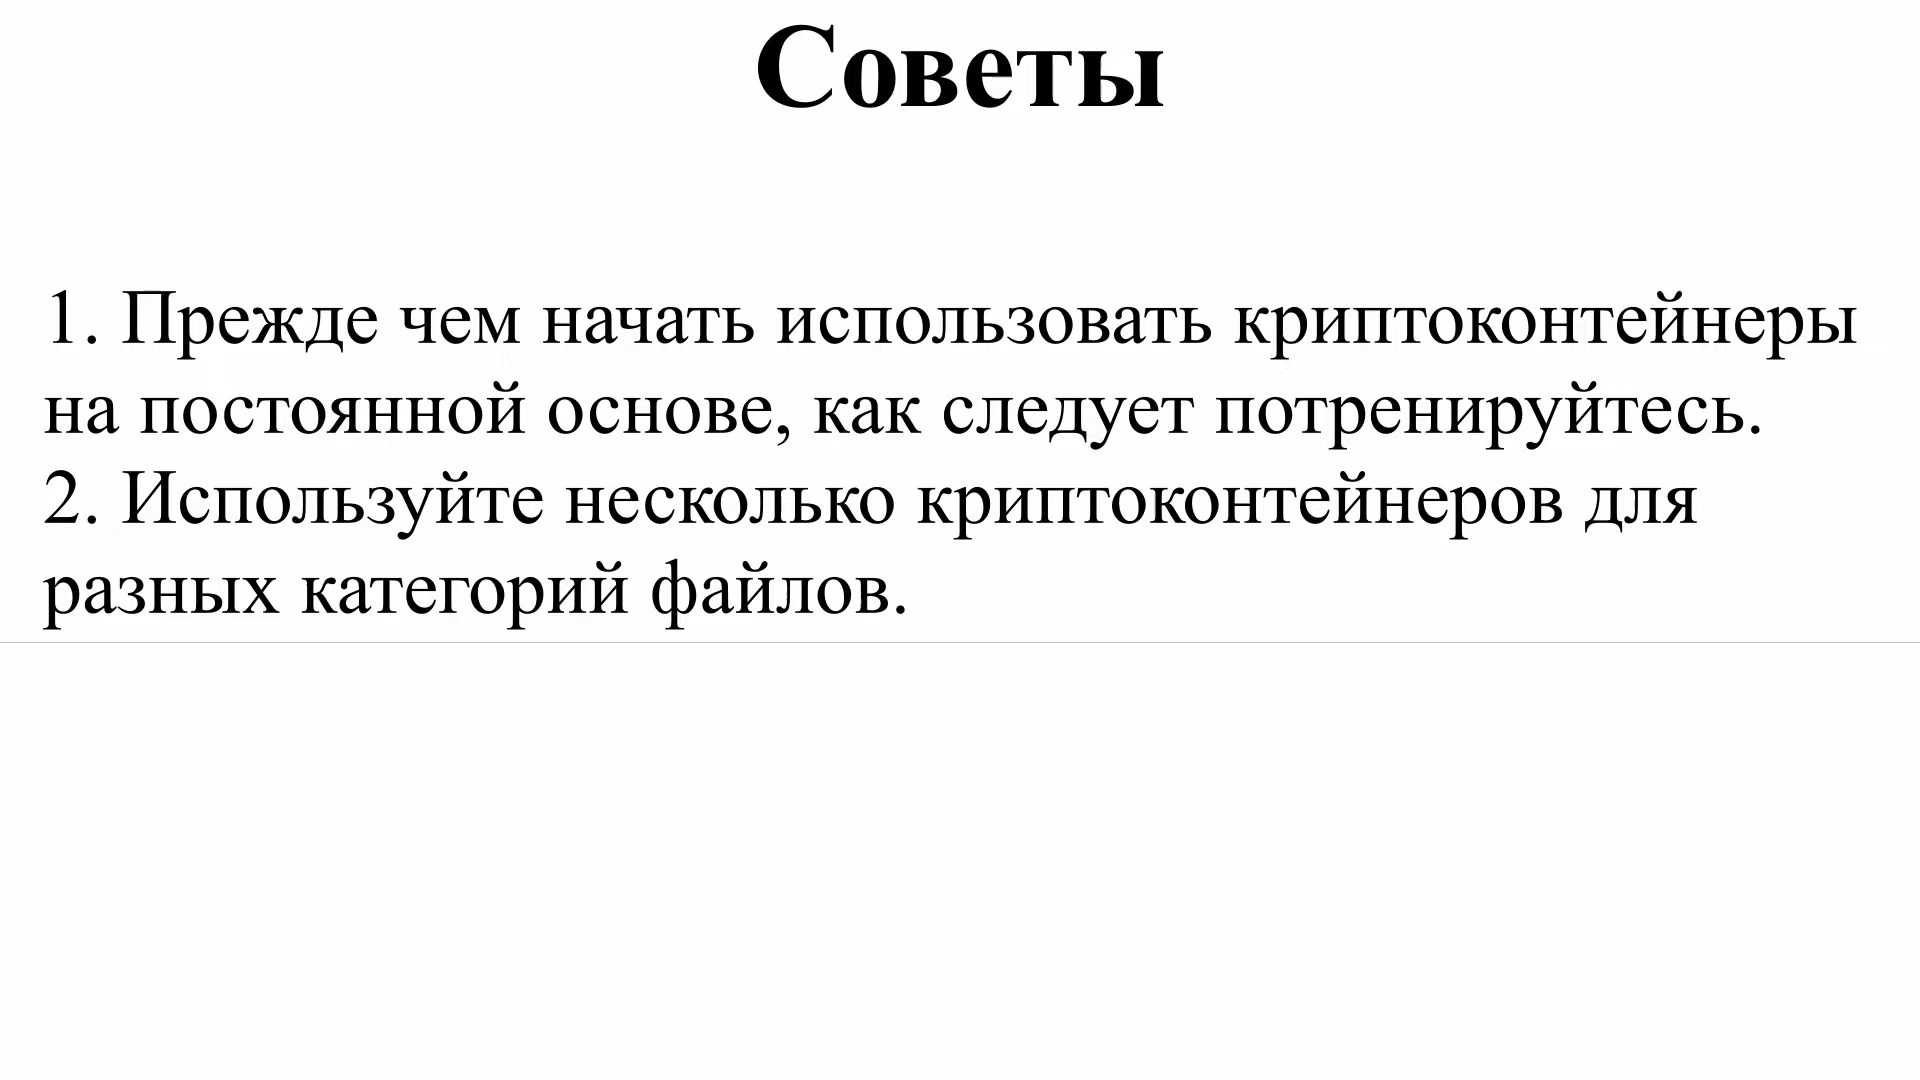 Советы
1. Прежде чем начать использовать криптоконтейнеры
на постоянной основе, как следует потренируйтесь.
2. Используйте несколько криптоконтейнеров для
разных категорий файлов.